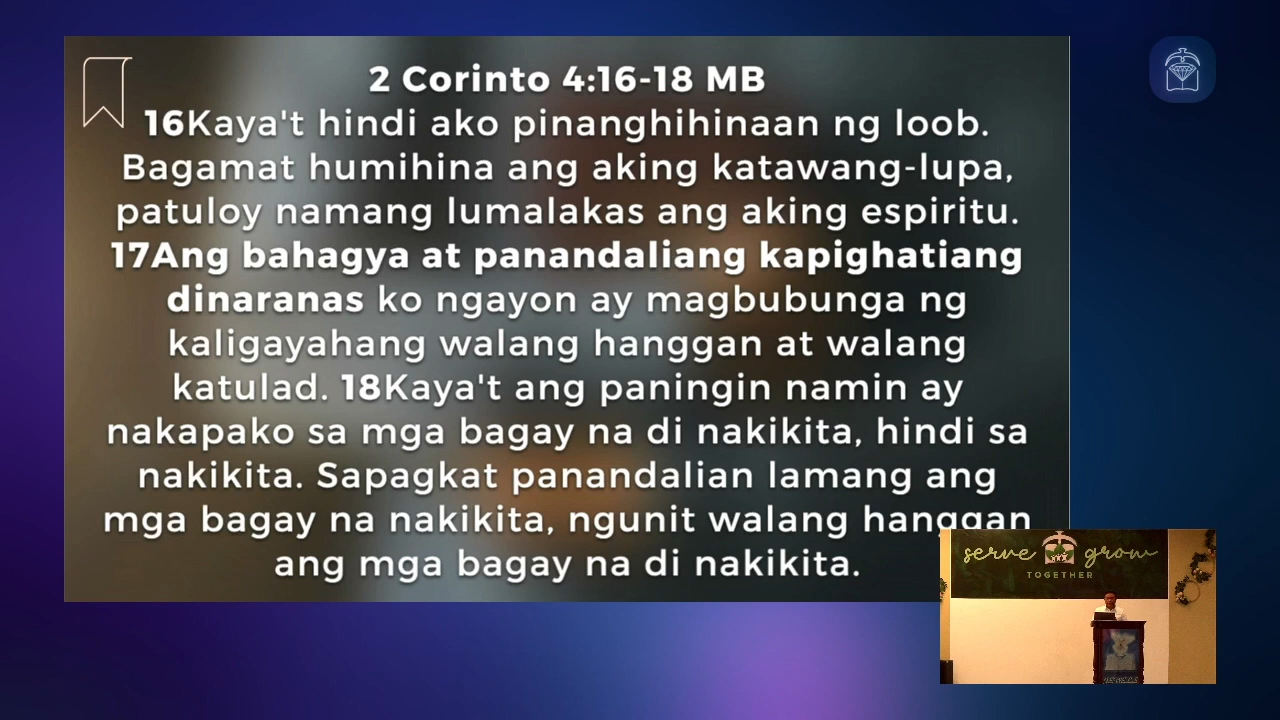 2 Corinto 4:16-18 MB
16Kaya't hindi ako pinanghihinaan ng loob.
Bagamat humihina ang aking katawang-lupa,
patuloy namang lumalakas ang aking espiritu.
17Ang bahagya at panandaliang kapighatiang
dinaranas ko ngayon ay magbubunga ng
kaligayahang walang hanggan at walang
katulad. 18Kaya't ang paningin namin ay
nakapako sa mga bagay na di nakikita, hindi sa
nakikita. Sapagkat panandalian lamang ang
mga bagay na nakikita, ngunit walang hanggan
ang mga bagay na di nakikita.
serve grow
TOGETHER